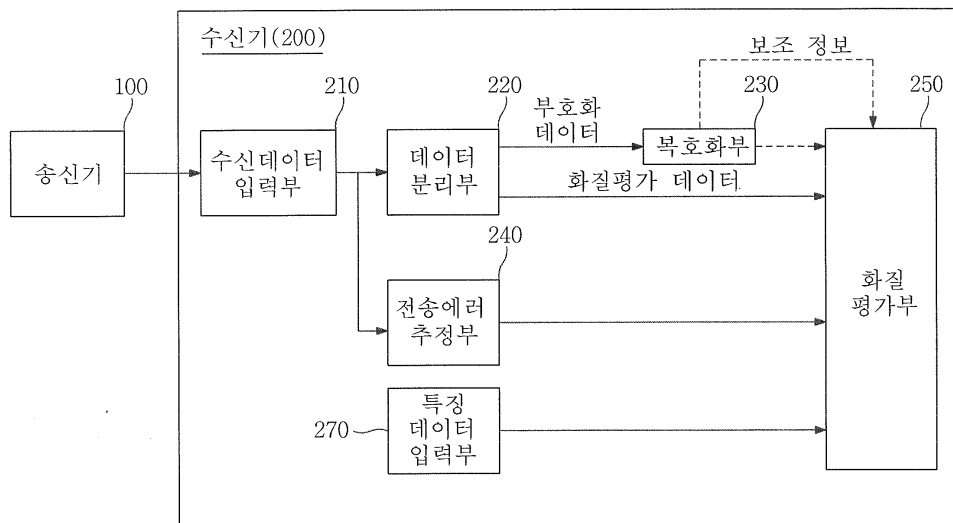 수신기(200)
보조 정보
100
210
220
230
250
부호화
데이터
송신기
수신데이터
입력부
데이터
분리부
복호화부
화질평가 데이터
240
화질
평가부
전송에러
추정부
270
특징
데이터
입력부